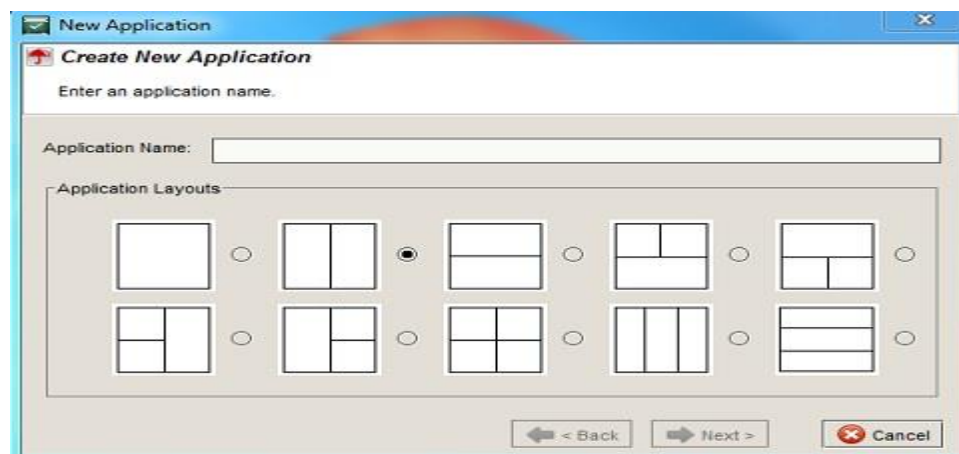 New Application
Create New Application
Enter an application name.
Application Name:
Application Layouts
< Back Next > Cancel